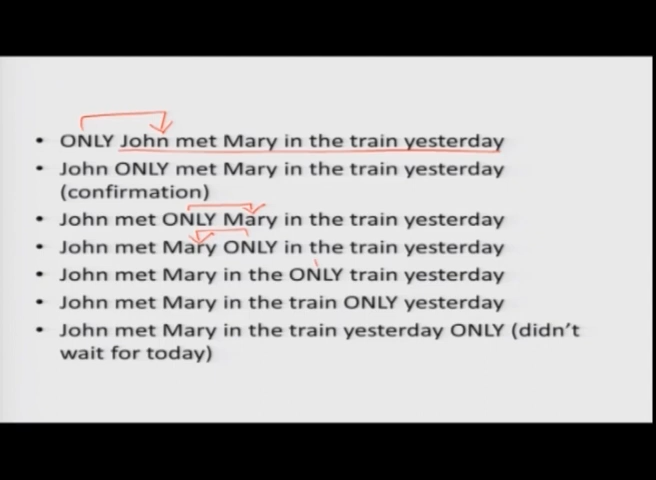 • ONLY John met Mary in the train yesterday
• John ONLY met Mary in the train yesterday
(confirmation)
• John met ONLY Mary in the train yesterday
• John met Mary ONLY in the train yesterday
• John met Mary in the ONLY train yesterday
• John met Mary in the train ONLY yesterday
• John met Mary in the train yesterday ONLY (didn't
wait for today)